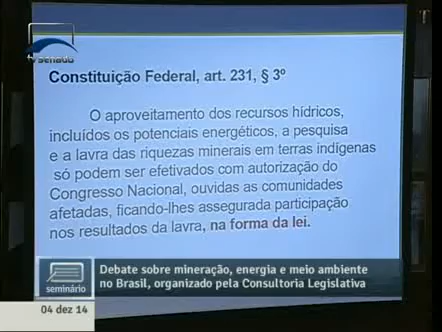 tv senado
Constituição Federal, art. 231, § 3º
O aproveitamento dos recursos hídricos,
incluídos os potenciais energéticos, a pesquisa
e a lavra das riquezas minerais em terras indígenas
só podem ser efetivados com autorização do
Congresso Nacional, ouvidas as comunidades
afetadas, ficando-lhes assegurada participação
nos resultados da lavra, na forma da lei.
Debate sobre mineração, energia e meio ambiente
no Brasil, organizado pela Consultoria Legislativa
seminário
04 dez 14